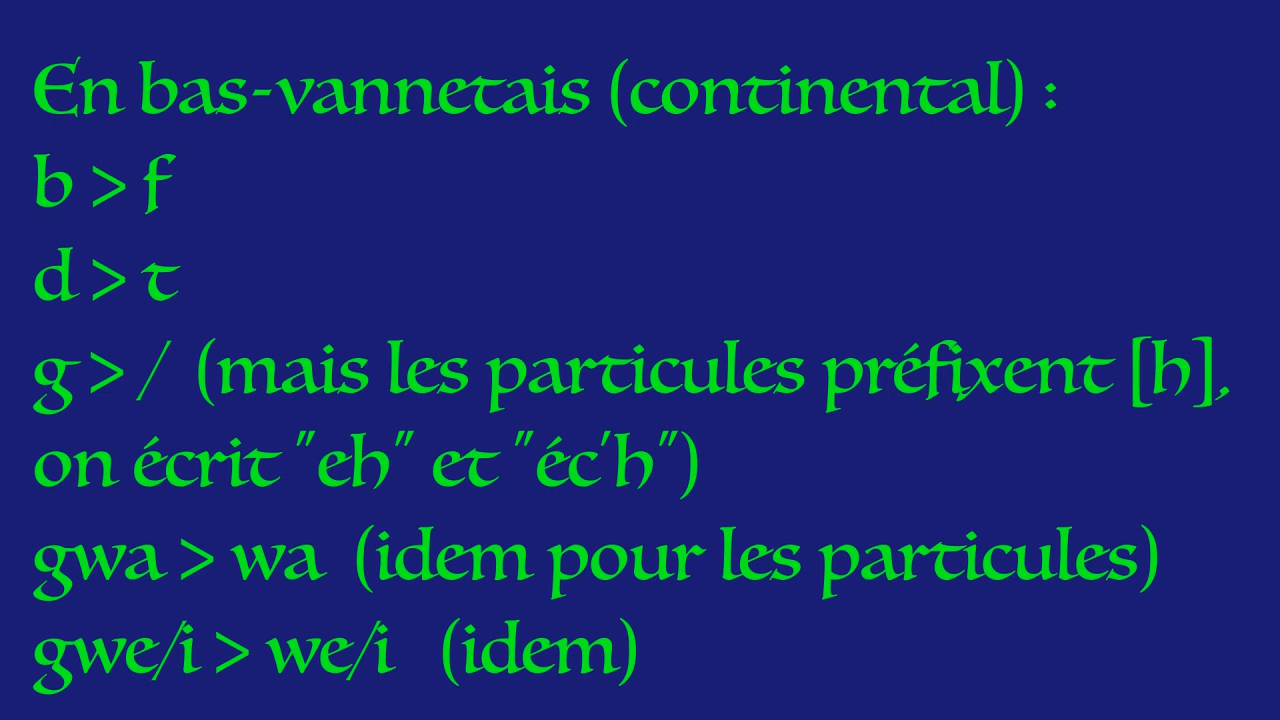 En bas-vannetais (continental) :
b > f
d > t
g > / (mais les particules préfixent [h],
on écrit "eh" et "éc'h")
gwa > wa (idem pour les particules)
gwe/i > we/i (idem)